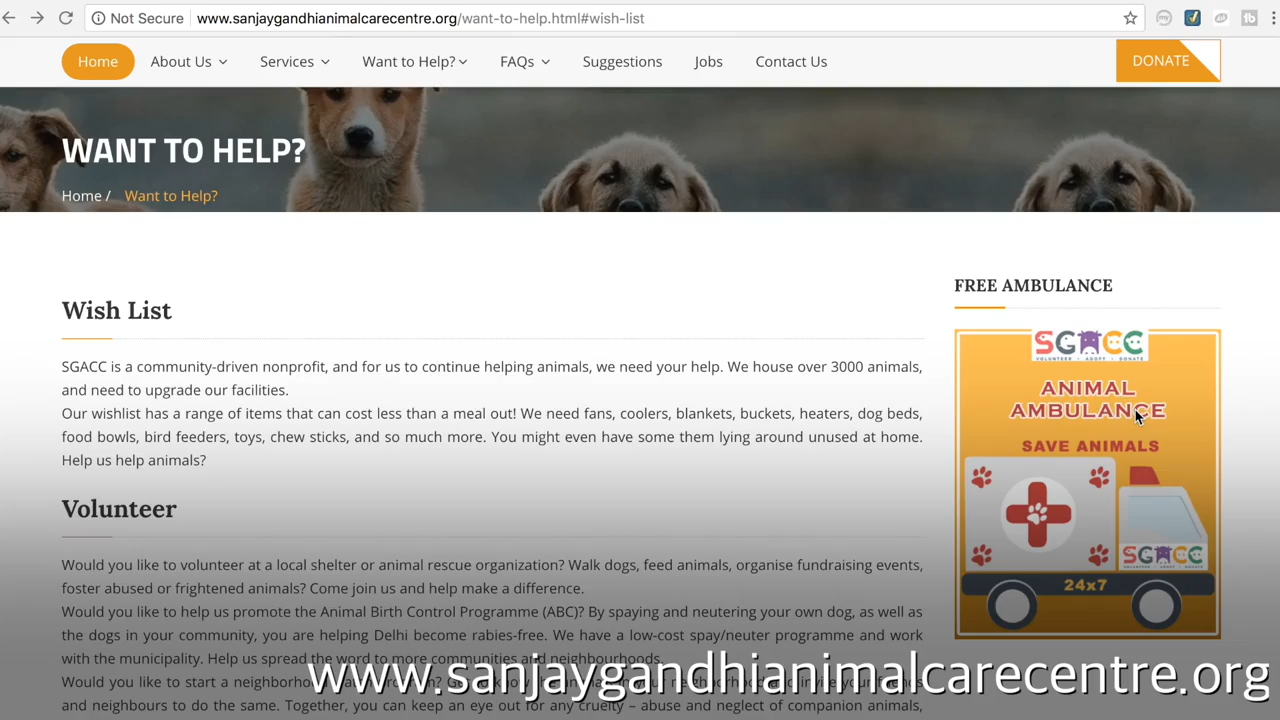 Not Secure www.sanjaygandhianimalcarecentre.org/want-to-help.html#wish-list
Home About Us Services Want to Help? FAQs Suggestions Jobs Contact Us DONATE
WANT TO HELP?
Home / Want to Help?
Wish List
SGACC is a community-driven nonprofit, and for us to continue helping animals, we need your help. We house over 3000 animals,
and need to upgrade our facilities.
Our wishlist has a range of items that can cost less than a meal out! We need fans, coolers, blankets, buckets, heaters, dog beds,
food bowls, bird feeders, toys, chew sticks, and so much more. You might even have some them lying around unused at home.
Help us help animals?
Volunteer
Would you like to volunteer at a local shelter or animal rescue organization? Walk dogs, feed animals, organise fundraising events,
foster abused or frightened animals? Come join us and help make a difference.
Would you like to help us promote the Animal Birth Control Programme (ABC)? By spaying and neutering your own dog, as well as
the dogs in your community, you are helping Delhi become rabies-free. We have a low-cost spay/neuter programme and work
with the municipality. Help us spread the word to more communities and neighbourhoods.
Would you like to start a
and neighbours to do the same. Together, you can keep an eye out for any cruelty – abuse and neglect of companion animals,
FREE AMBULANCE
SGACC
VOLUNTEER • ADOPT • DONATE
ANIMAL
AMBULANCE
SAVE ANIMALS
SGACC
24x7
www.sanjaygandhianimalcarecentre.org